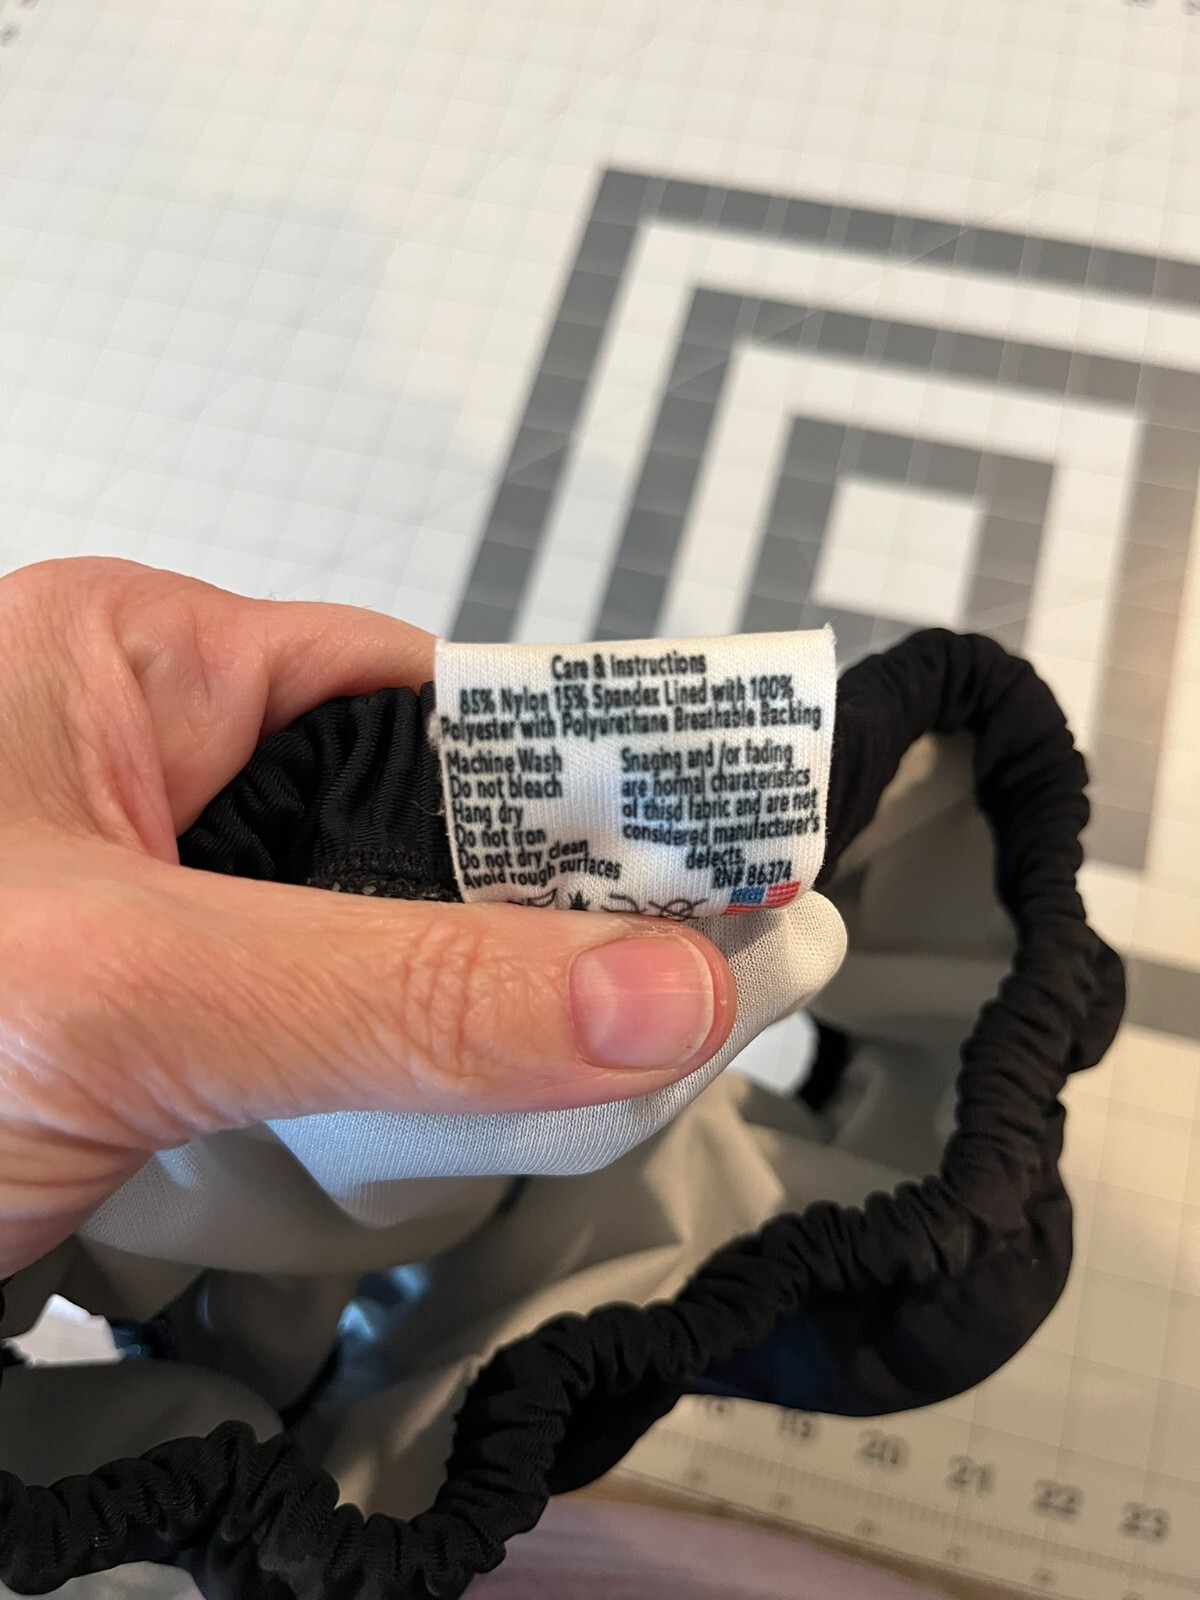 Care & Instructions
85% Nylon 15% Spandex Lined with 100%
Polyester with Polyurethane Breathable Backing
Machine Wash
Do not bleach
Hang dry
Do not iron
Do not dry clean
Avoid rough surfaces
Snaging and /or fading
are normal charateristics
of thisd fabric and are not
considered manufacturer's
defects.
RN# 86374
20
21
22
23